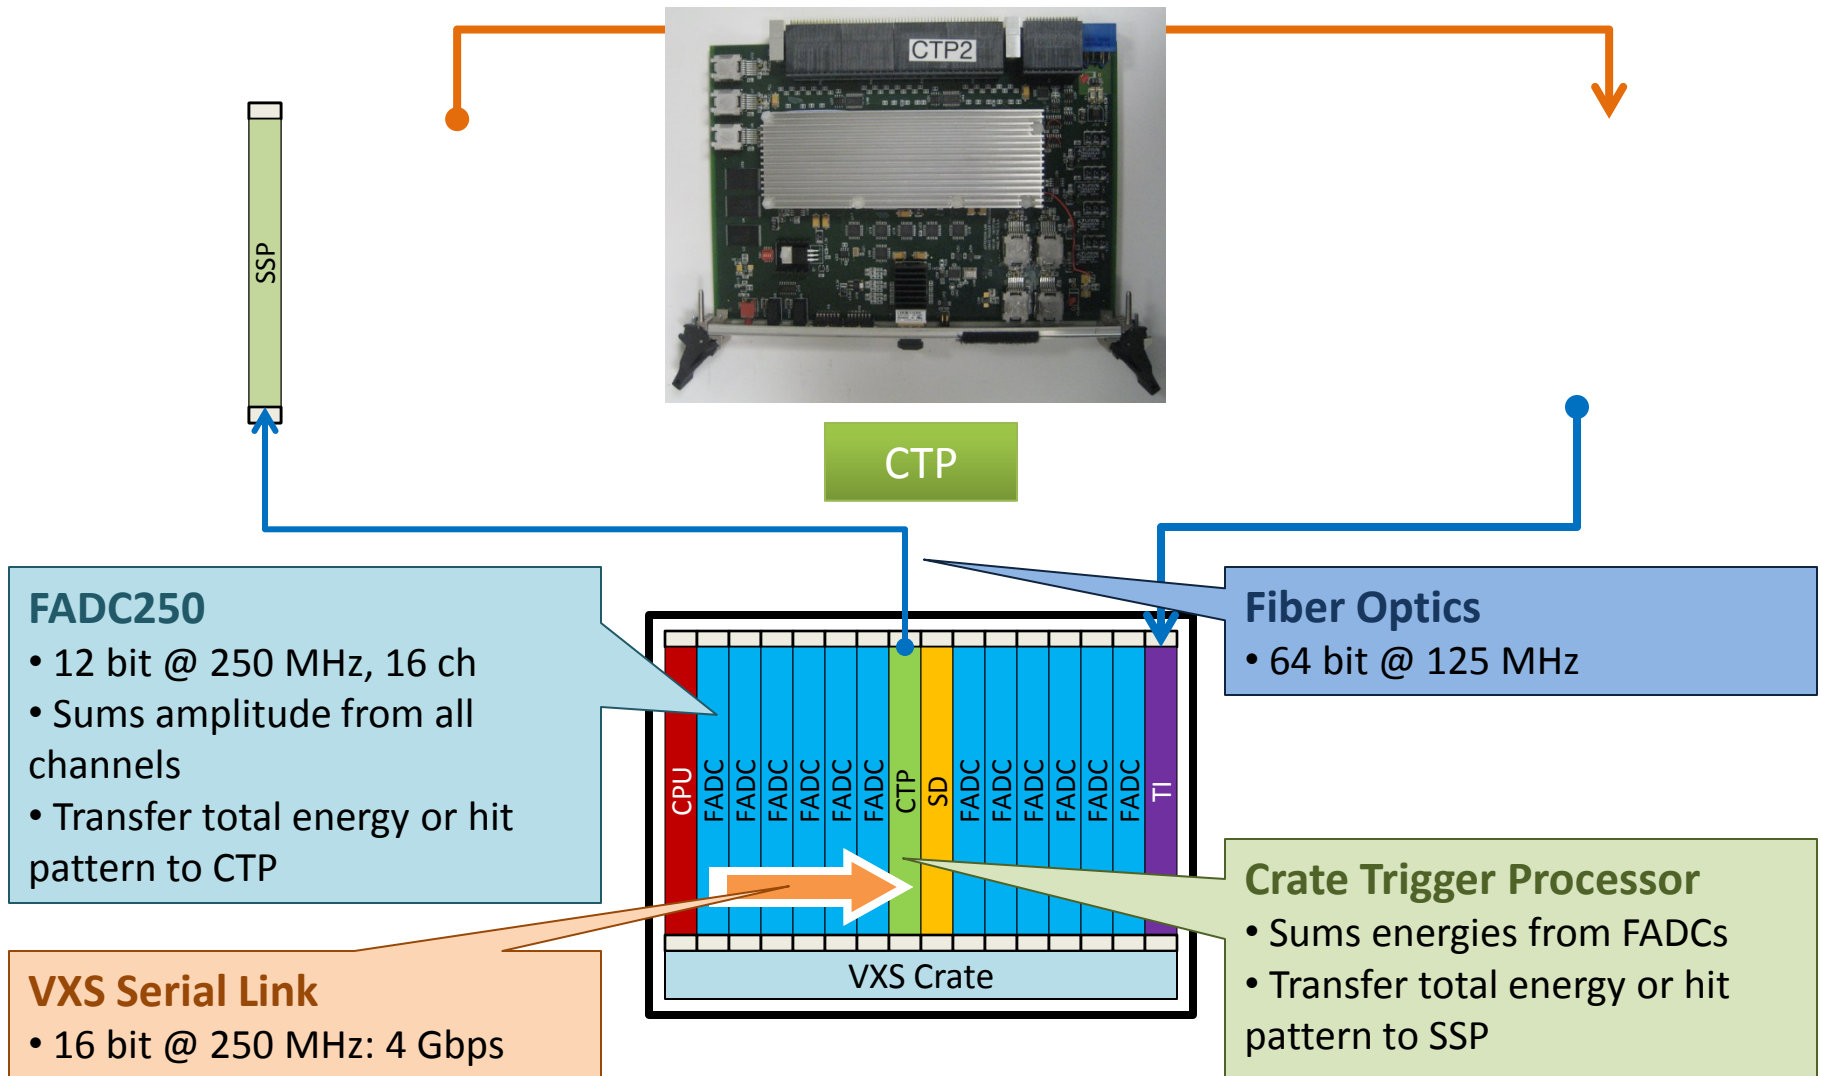 CTP2
SSP
CTP
FADC250
• 12 bit @ 250 MHz, 16 ch
• Sums amplitude from all
channels
• Transfer total energy or hit
pattern to CTP
Fiber Optics
• 64 bit @ 125 MHz
CPU
FADC
FADC
FADC
FADC
FADC
FADC
CTP
SD
FADC
FADC
FADC
FADC
FADC
FADC
TI
VXS Crate
VXS Serial Link
• 16 bit @ 250 MHz: 4 Gbps
Crate Trigger Processor
• Sums energies from FADCs
• Transfer total energy or hit
pattern to SSP